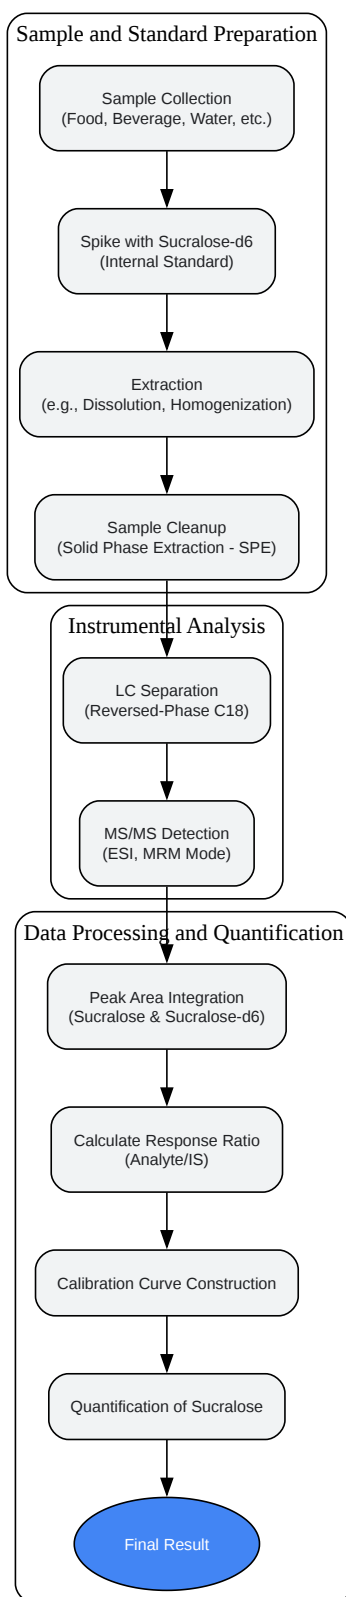 Sample and Standard Preparation
Sample Collection
(Food, Beverage, Water, etc.)
Spike with Sucralose-d6
(Internal Standard)
Extraction
(e.g., Dissolution, Homogenization)
Sample Cleanup
(Solid Phase Extraction - SPE)
Instrumental Analysis
LC Separation
(Reversed-Phase C18)
MS/MS Detection
(ESI, MRM Mode)
Data Processing and Quantification
Peak Area Integration
(Sucralose & Sucralose-d6)
Calculate Response Ratio
(Analyte/IS)
Calibration Curve Construction
Quantification of Sucralose
Final Result